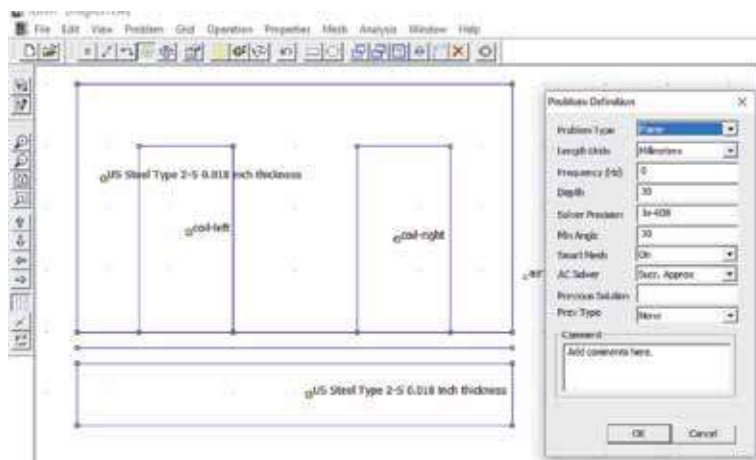 File Edit View Problem Grid Operation Properties Mesh Analysis Window Help
US Steel Type 2-S 0.018 inch thickness
coil-left
coil-right
air
US Steel Type 2-S 0.018 inch thickness
Problem Definition
Problem Type
Length Units Millimeters
Frequency (Hz) 0
Depth 30
Solver Precision 1e-008
Min Angle 30
Smart Mesh On
AC Solver Succ. Approx
Previous Solution
Prev Type None
Comment
Add comments here.
OK Cancel